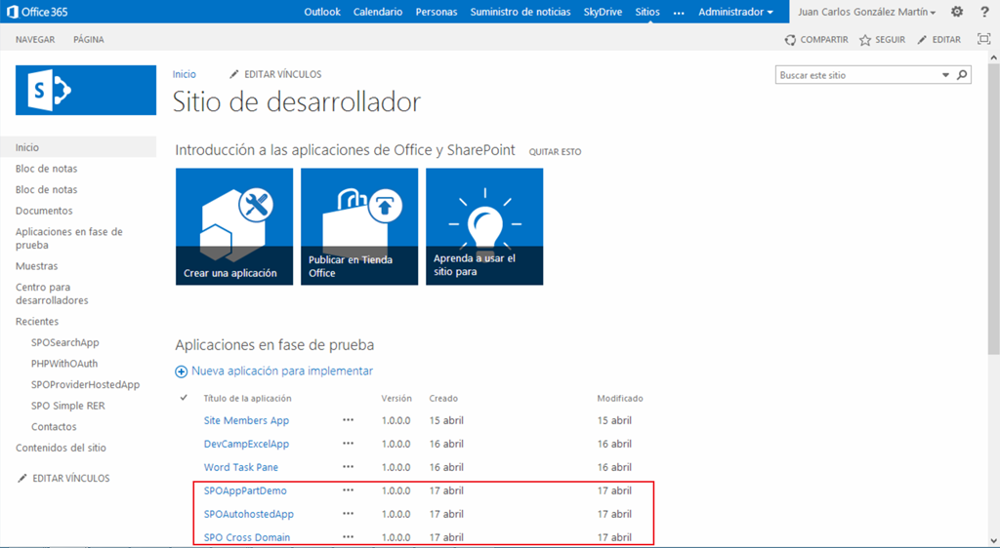 Office 365 Outlook Calendario Personas Suministro de noticias SkyDrive Sitios ••• Administrador Juan Carlos González Martín ?
NAVEGAR PÁGINA COMPARTIR SEGUIR EDITAR
S
Inicio EDITAR VÍNCULOS
Buscar este sitio
Sitio de desarrollador
Inicio
Bloc de notas
Bloc de notas
Documentos
Aplicaciones en fase de
prueba
Muestras
Centro para
desarrolladores
Recientes
SPOSearchApp
PHPWithOAuth
SPOProviderHostedApp
SPO Simple RER
Contactos
Contenidos del sitio
EDITAR VÍNCULOS
Introducción a las aplicaciones de Office y SharePoint QUITAR ESTO
Crear una aplicación
Publicar en Tienda
Office
Aprenda a usar el
sitio para
Aplicaciones en fase de prueba
Nueva aplicación para implementar
Título de la aplicación Versión Creado Modificado
Site Members App ••• 1.0.0.0 15 abril 15 abril
DevCampExcelApp ••• 1.0.0.0 16 abril 16 abril
Word Task Pane ••• 1.0.0.0 16 abril 16 abril
SPOAppPartDemo ••• 1.0.0.0 17 abril 17 abril
SPOAutohostedApp ••• 1.0.0.0 17 abril 17 abril
SPO Cross Domain ••• 1.0.0.0 17 abril 17 abril